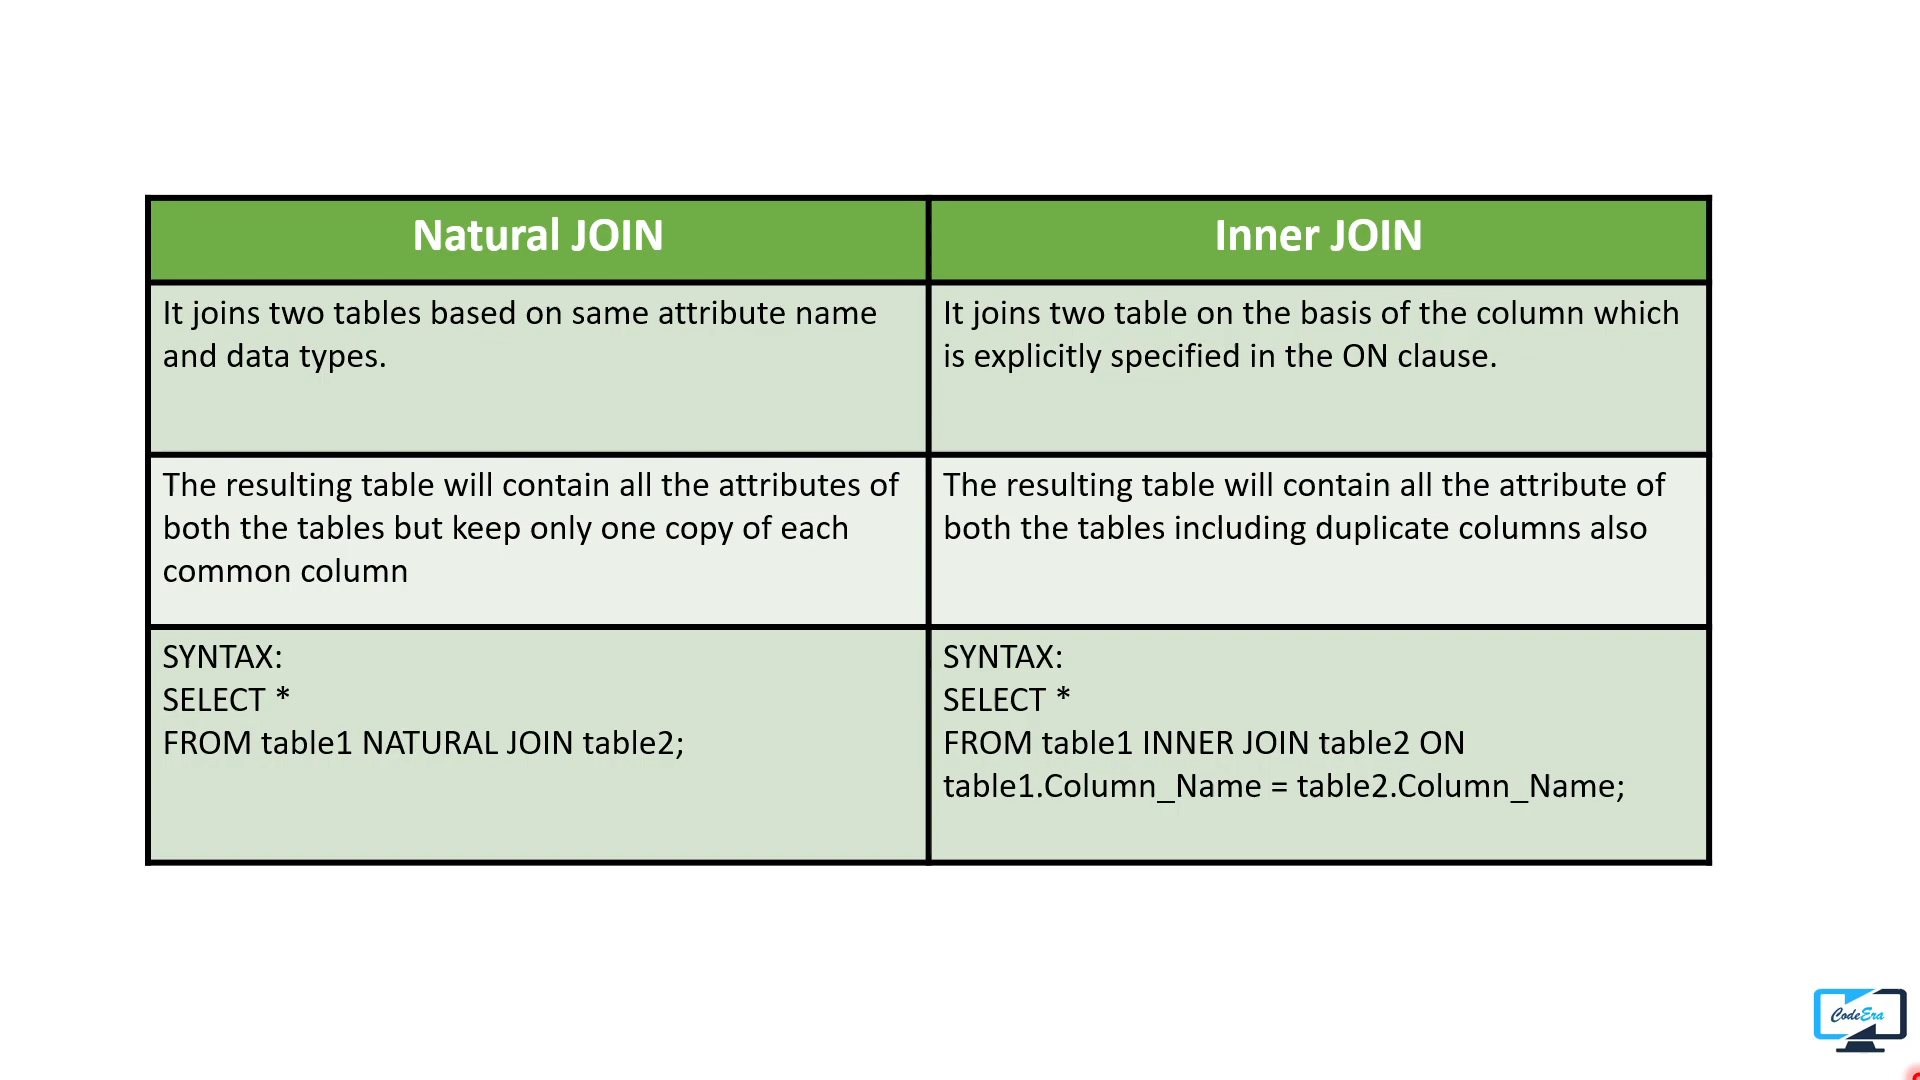 Natural JOIN
Inner JOIN
It joins two tables based on same attribute name
and data types.
It joins two table on the basis of the column which
is explicitly specified in the ON clause.
The resulting table will contain all the attributes of
both the tables but keep only one copy of each
common column
The resulting table will contain all the attribute of
both the tables including duplicate columns also
SYNTAX:
SELECT *
FROM table1 NATURAL JOIN table2;
SYNTAX:
SELECT *
FROM table1 INNER JOIN table2 ON
table1.Column_Name = table2.Column_Name;
CodeEra